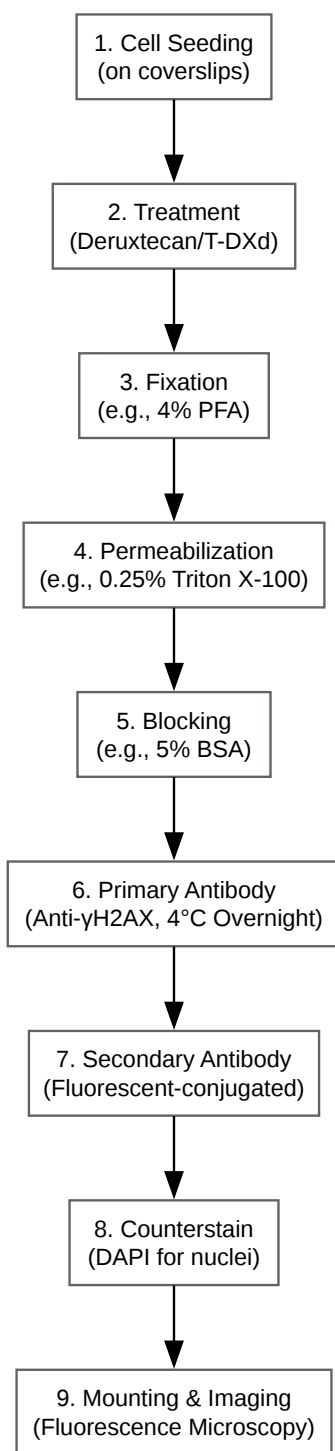 1. Cell Seeding
(on coverslips)
2. Treatment
(Deruxtecan/T-DXd)
3. Fixation
(e.g., 4% PFA)
4. Permeabilization
(e.g., 0.25% Triton X-100)
5. Blocking
(e.g., 5% BSA)
6. Primary Antibody
(Anti-γH2AX, 4°C Overnight)
7. Secondary Antibody
(Fluorescent-conjugated)
8. Counterstain
(DAPI for nuclei)
9. Mounting & Imaging
(Fluorescence Microscopy)